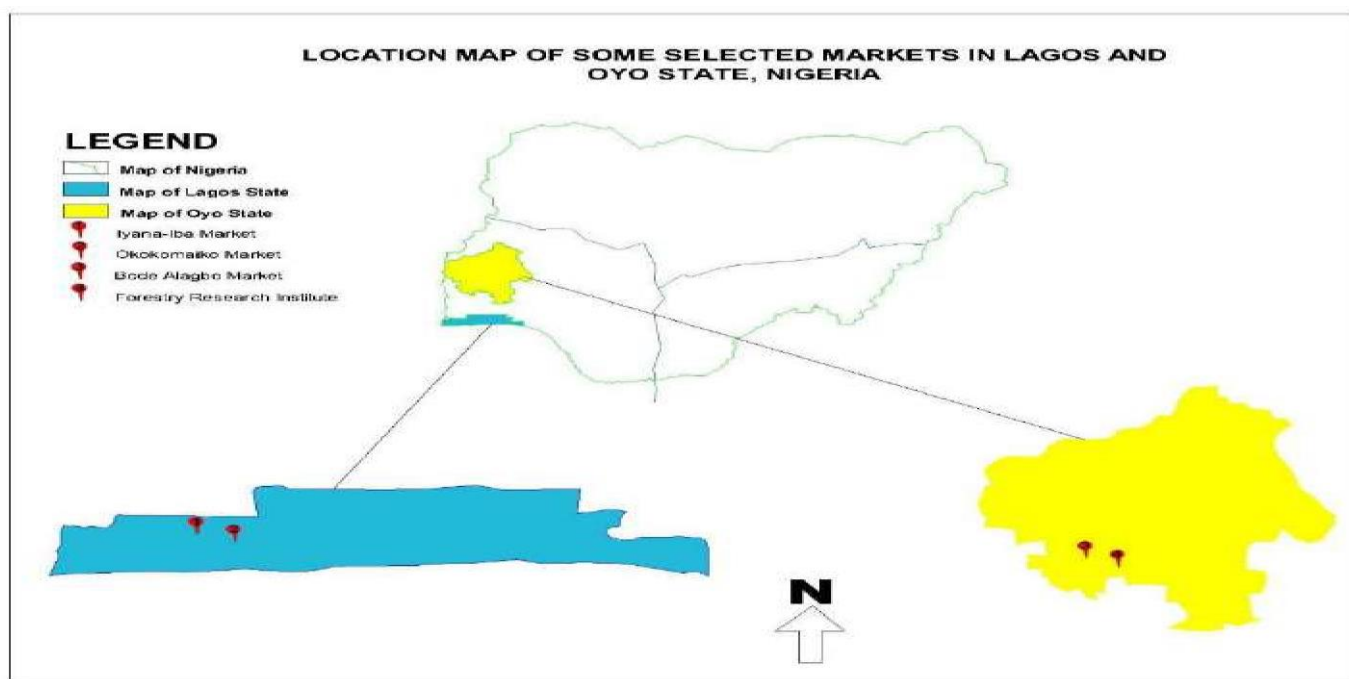 LOCATION MAP OF SOME SELECTED MARKETS IN LAGOS AND
OYO STATE, NIGERIA
LEGEND
Map of Nigeria
Map of Lagos State
Map of Oyo State
Iyana-Iba Market
Okokomaiko Market
Bode Alagbo Market
Forestry Research Institute
N